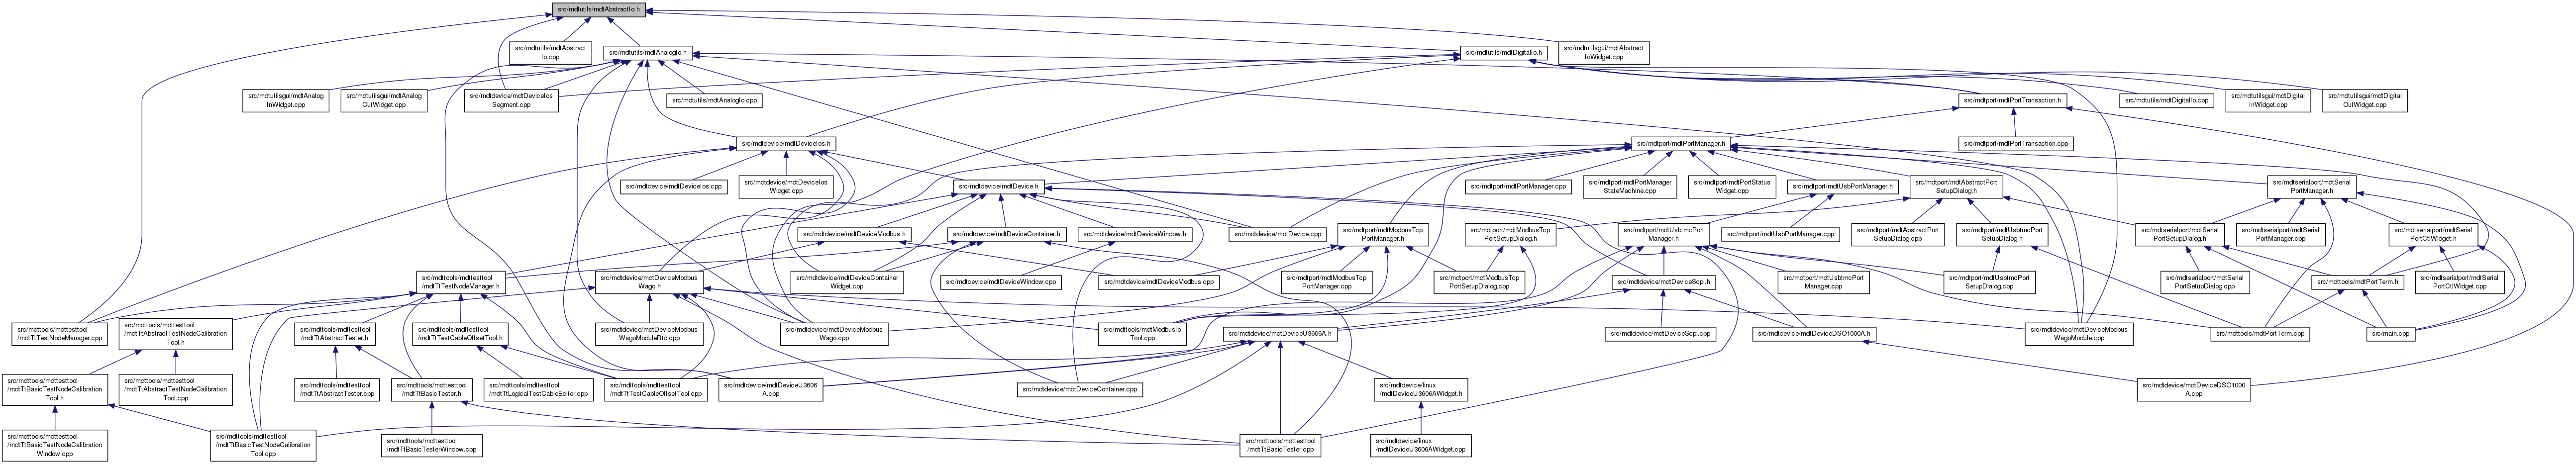 src/mdtutils/mdtAbstractIo.h
src/mdtutils/mdtAbstract
Io.cpp
src/mdtutils/mdtAnalogIo.h
src/mdtutils/mdtDigitalIo.h
src/mdtutilsgui/mdtAbstract
IoWidget.cpp
src/mdtutilsgui/mdtAnalog
InWidget.cpp
src/mdtutilsgui/mdtAnalog
OutWidget.cpp
src/mdtdevice/mdtDeviceIos
Segment.cpp
src/mdtutils/mdtAnalogIo.cpp
src/mdtport/mdtPortTransaction.h
src/mdtutils/mdtDigitalIo.cpp
src/mdtutilsgui/mdtDigital
InWidget.cpp
src/mdtutilsgui/mdtDigital
OutWidget.cpp
src/mdtdevice/mdtDeviceIos.h
src/mdtport/mdtPortManager.h
src/mdtport/mdtPortTransaction.cpp
src/mdtdevice/mdtDeviceIos.cpp
src/mdtdevice/mdtDeviceIos
Widget.cpp
src/mdtdevice/mdtDevice.h
src/mdtport/mdtPortManager.cpp
src/mdtport/mdtPortManager
StateMachine.cpp
src/mdtport/mdtPortStatus
Widget.cpp
src/mdtport/mdtUsbPortManager.h
src/mdtport/mdtAbstractPort
SetupDialog.h
src/mdtserialport/mdtSerial
PortManager.h
src/mdtdevice/mdtDeviceModbus.h
src/mdtdevice/mdtDeviceContainer.h
src/mdtdevice/mdtDeviceWindow.h
src/mdtdevice/mdtDevice.cpp
src/mdtport/mdtModbusTcp
PortManager.h
src/mdtport/mdtModbusTcp
PortSetupDialog.h
src/mdtport/mdtUsbtmcPort
Manager.h
src/mdtport/mdtUsbPortManager.cpp
src/mdtport/mdtAbstractPort
SetupDialog.cpp
src/mdtport/mdtUsbtmcPort
SetupDialog.h
src/mdtserialport/mdtSerial
PortSetupDialog.h
src/mdtserialport/mdtSerial
PortManager.cpp
src/mdtserialport/mdtSerial
PortCtlWidget.h
src/mdttools/mdttesttool
/mdtTtTestNodeManager.h
src/mdtdevice/mdtDeviceModbus
Wago.h
src/mdtdevice/mdtDeviceContainer
Widget.cpp
src/mdtdevice/mdtDeviceWindow.cpp
src/mdtdevice/mdtDeviceModbus.cpp
src/mdtport/mdtModbusTcp
PortManager.cpp
src/mdtport/mdtModbusTcp
PortSetupDialog.cpp
src/mdtdevice/mdtDeviceScpi.h
src/mdtport/mdtUsbtmcPort
Manager.cpp
src/mdtport/mdtUsbtmcPort
SetupDialog.cpp
src/mdtserialport/mdtSerial
PortSetupDialog.cpp
src/mdttools/mdtPortTerm.h
src/mdtserialport/mdtSerial
PortCtlWidget.cpp
src/mdttools/mdttesttool
/mdtTtTestNodeManager.cpp
src/mdttools/mdttesttool
/mdtTtAbstractTestNodeCalibration
Tool.h
src/mdttools/mdttesttool
/mdtTtAbstractTester.h
src/mdttools/mdttesttool
/mdtTtTestCableOffsetTool.h
src/mdtdevice/mdtDeviceModbus
WagoModuleRtd.cpp
src/mdtdevice/mdtDeviceModbus
Wago.cpp
src/mdttools/mdtModbusIo
Tool.cpp
src/mdtdevice/mdtDeviceU3606A.h
src/mdtdevice/mdtDeviceScpi.cpp
src/mdtdevice/mdtDeviceDSO1000A.h
src/mdtdevice/mdtDeviceModbus
WagoModule.cpp
src/mdttools/mdtPortTerm.cpp
src/main.cpp
src/mdttools/mdttesttool
/mdtTtBasicTestNodeCalibration
Tool.h
src/mdttools/mdttesttool
/mdtTtAbstractTestNodeCalibration
Tool.cpp
src/mdttools/mdttesttool
/mdtTtAbstractTester.cpp
src/mdttools/mdttesttool
/mdtTtBasicTester.h
src/mdttools/mdttesttool
/mdtTtLogicalTestCableEditor.cpp
src/mdttools/mdttesttool
/mdtTtTestCableOffsetTool.cpp
src/mdtdevice/mdtDeviceU3606
A.cpp
src/mdtdevice/mdtDeviceContainer.cpp
src/mdtdevice/linux
/mdtDeviceU3606AWidget.h
src/mdtdevice/mdtDeviceDSO1000
A.cpp
src/mdttools/mdttesttool
/mdtTtBasicTestNodeCalibration
Window.cpp
src/mdttools/mdttesttool
/mdtTtBasicTestNodeCalibration
Tool.cpp
src/mdttools/mdttesttool
/mdtTtBasicTesterWindow.cpp
src/mdttools/mdttesttool
/mdtTtBasicTester.cpp
src/mdtdevice/linux
/mdtDeviceU3606AWidget.cpp